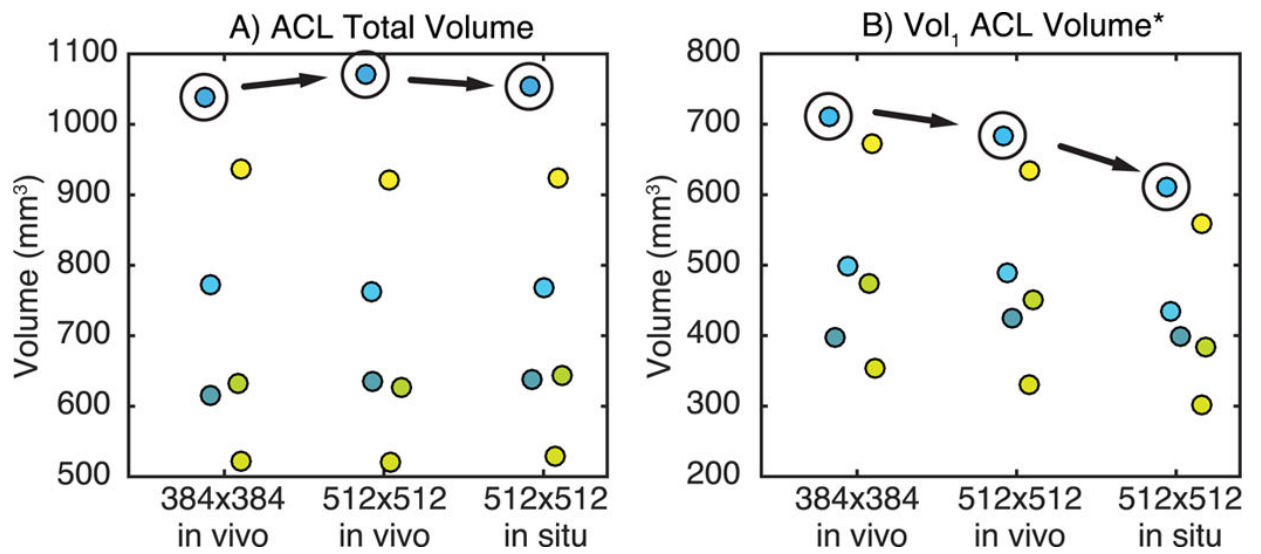 A) ACL Total Volume
Volume (mm³)
1100
1000
900
800
700
600
500
384x384
in vivo
512x512
in vivo
512x512
in situ
B) Vol₁ ACL Volume*
Volume (mm³)
800
700
600
500
400
300
200
384x384
in vivo
512x512
in vivo
512x512
in situ